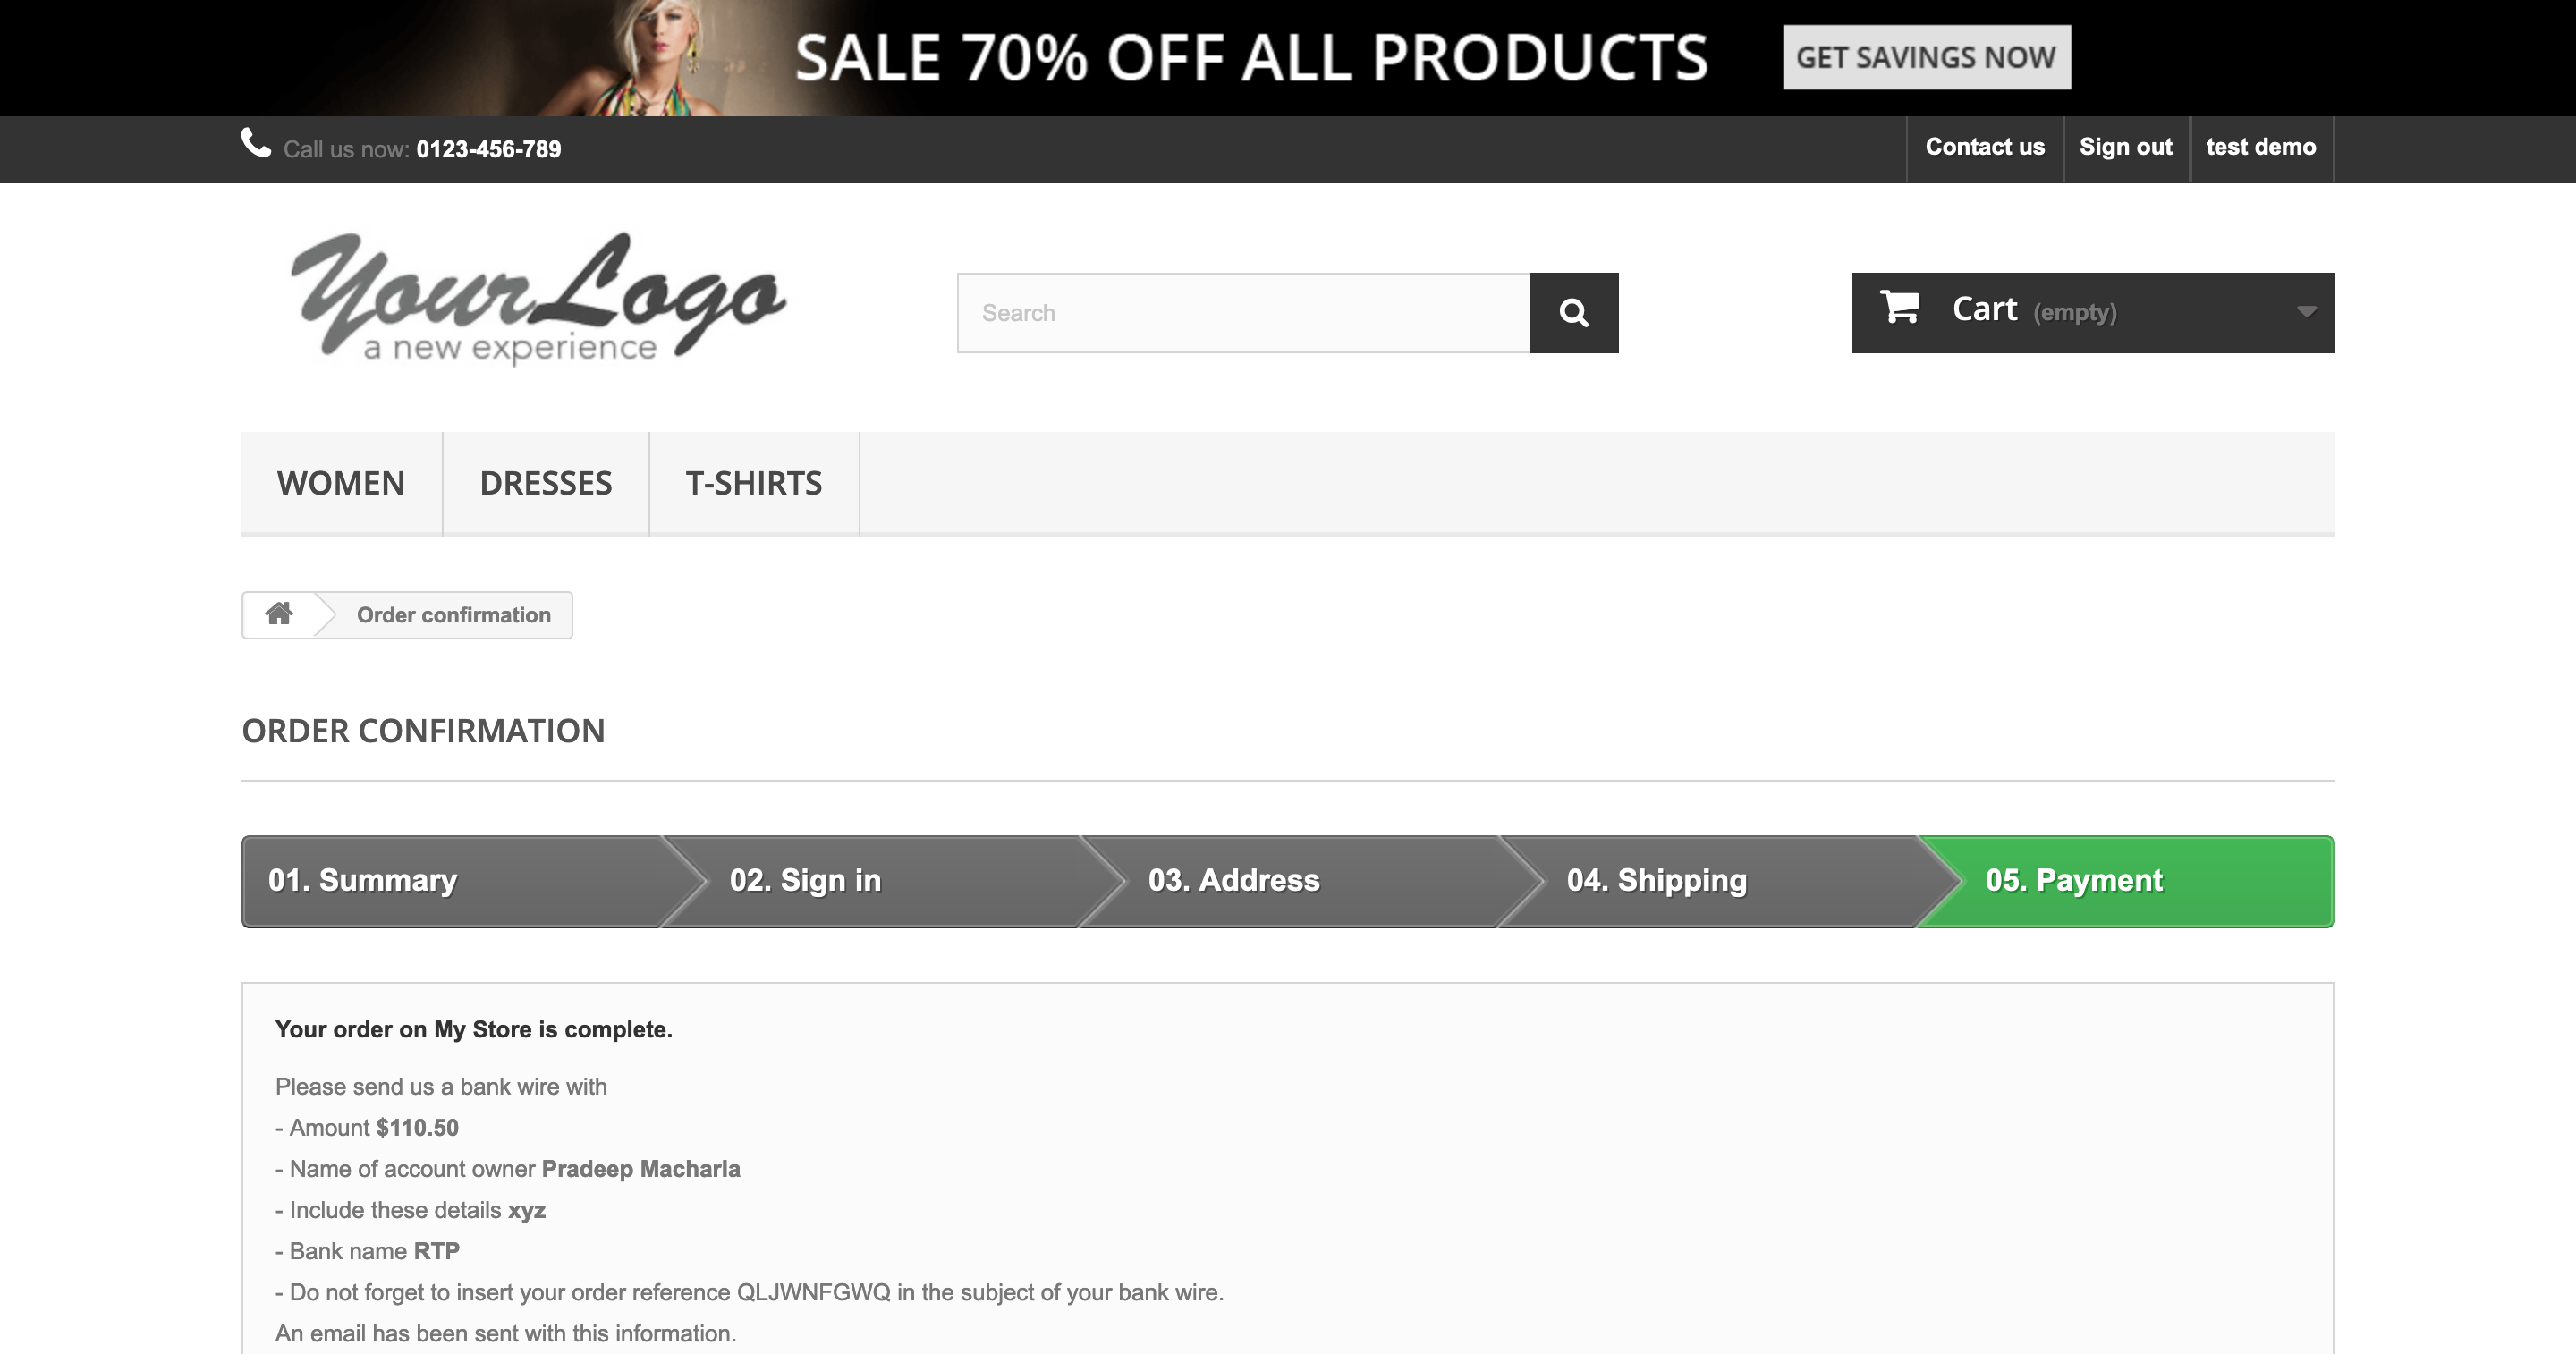 SALE 70% OFF ALL PRODUCTS
GET SAVINGS NOW
Call us now: 0123-456-789
Contact us
Sign out
test demo
Your Logo
a new experience
Search
Cart (empty)
WOMEN
DRESSES
T-SHIRTS
Order confirmation
ORDER CONFIRMATION
01. Summary
02. Sign in
03. Address
04. Shipping
05. Payment
Your order on My Store is complete.
Please send us a bank wire with
- Amount $110.50
- Name of account owner Pradeep Macharla
- Include these details xyz
- Bank name RTP
- Do not forget to insert your order reference QLJWNFGWQ in the subject of your bank wire.
An email has been sent with this information.